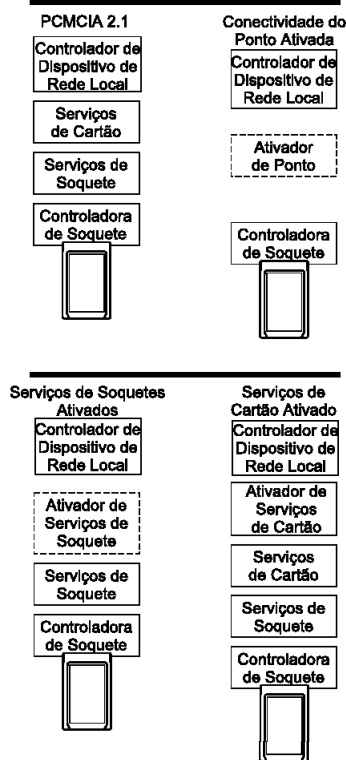 PCMCIA 2.1
Controlador de
Dispositivo de
Rede Local
Serviços
de Cartão
Serviços de
Soquete
Controladora
de Soquete
Conectividade do
Ponto Ativada
Controlador de
Dispositivo de
Rede Local
Ativador
de Ponto
Controladora
de Soquete
Serviços de Soquetes
Ativados
Controlador de
Dispositivo de
Rede Local
Ativador de
Serviços de
Soquete
Serviços de
Soquete
Controladora
de Soquete
Serviços de
Cartão Ativado
Controlador de
Dispositivo de
Rede Local
Ativador de
Serviços
de Cartão
Serviços
de Cartão
Serviços de
Soquete
Controladora
de Soquete